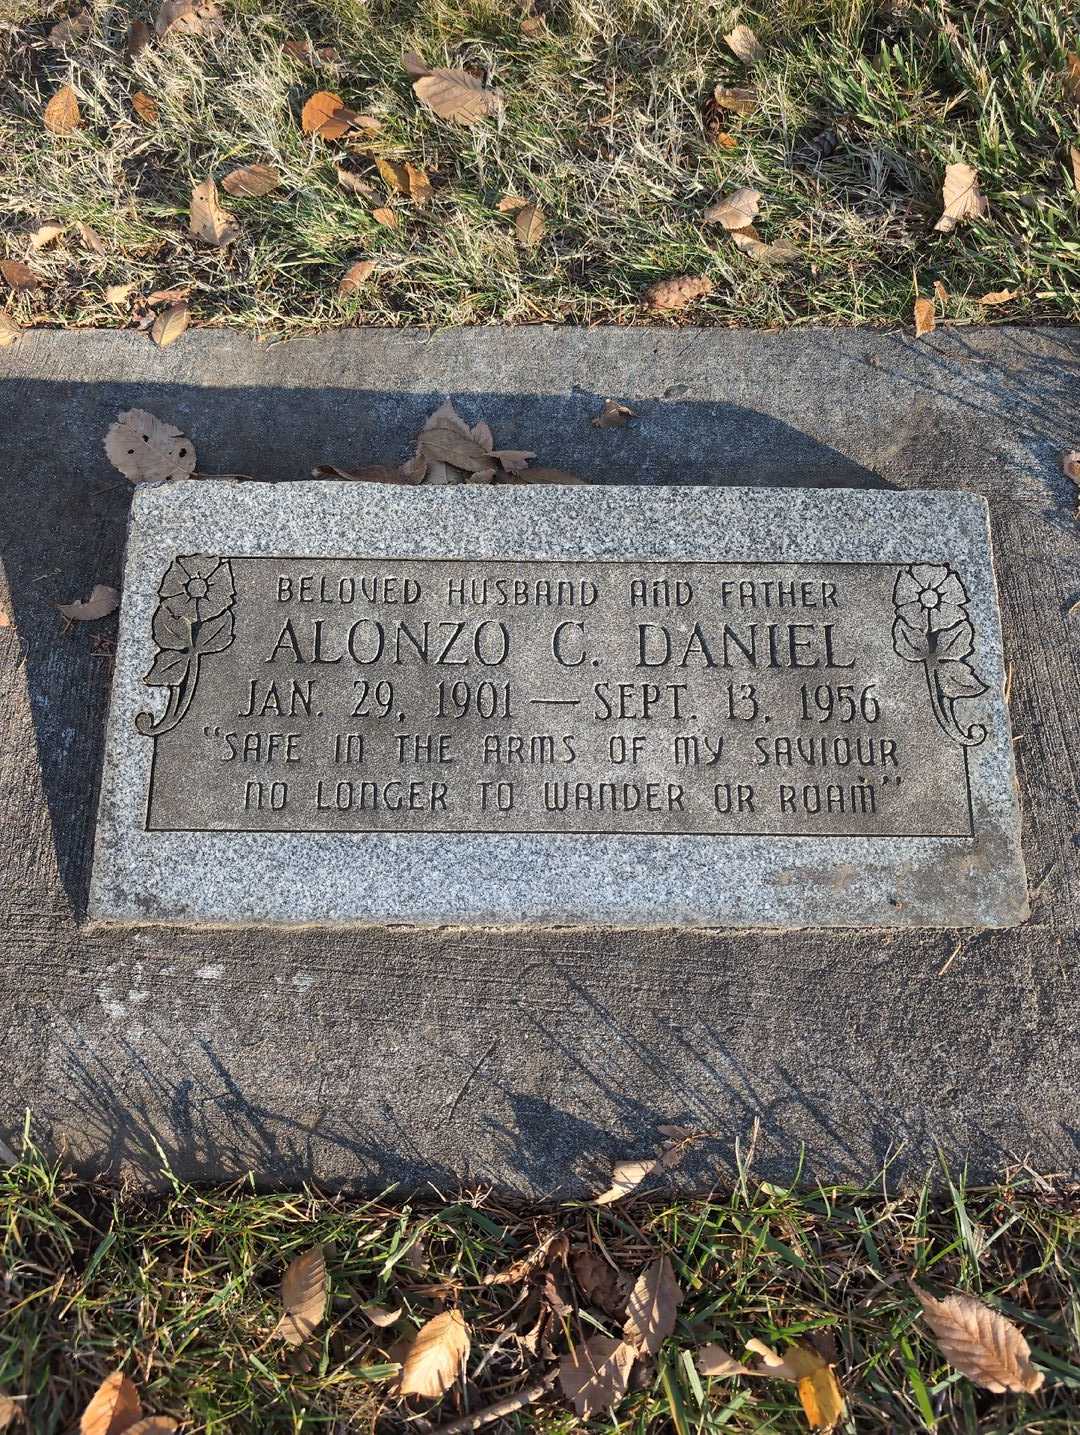 BELOVED HUSBAND AND FATHER
ALONZO C. DANIEL
JAN. 29, 1901 — SEPT. 13, 1956
“SAFE IN THE ARMS OF MY SAVIOUR
NO LONGER TO WANDER OR ROAM”